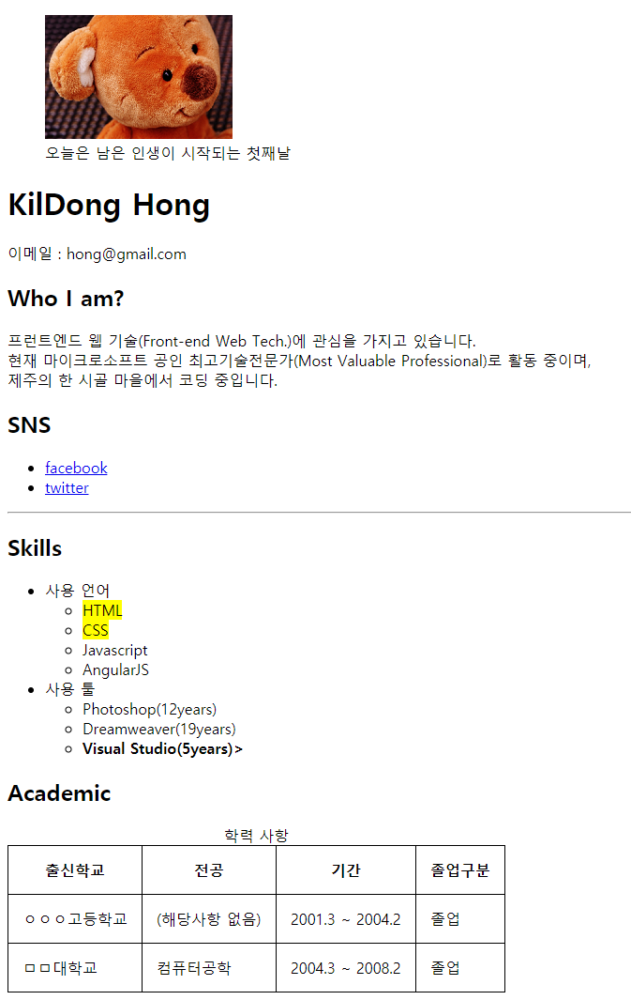 오늘은 남은 인생이 시작되는 첫째날
KilDong Hong
이메일 : hong@gmail.com
Who I am?
프런트엔드 웹 기술(Front-end Web Tech.)에 관심을 가지고 있습니다.
현재 마이크로소프트 공인 최고기술전문가(Most Valuable Professional)로 활동 중이며,
제주의 한 시골 마을에서 코딩 중입니다.
SNS
facebook
twitter
Skills
사용 언어
HTML
CSS
Javascript
AngularJS
사용 툴
Photoshop(12years)
Dreamweaver(19years)
Visual Studio(5years)>
Academic
학력 사항
출신학교 전공 기간 졸업구분
ㅇㅇㅇ고등학교 (해당사항 없음) 2001.3 ~ 2004.2 졸업
ㅁㅁ대학교 컴퓨터공학 2004.3 ~ 2008.2 졸업